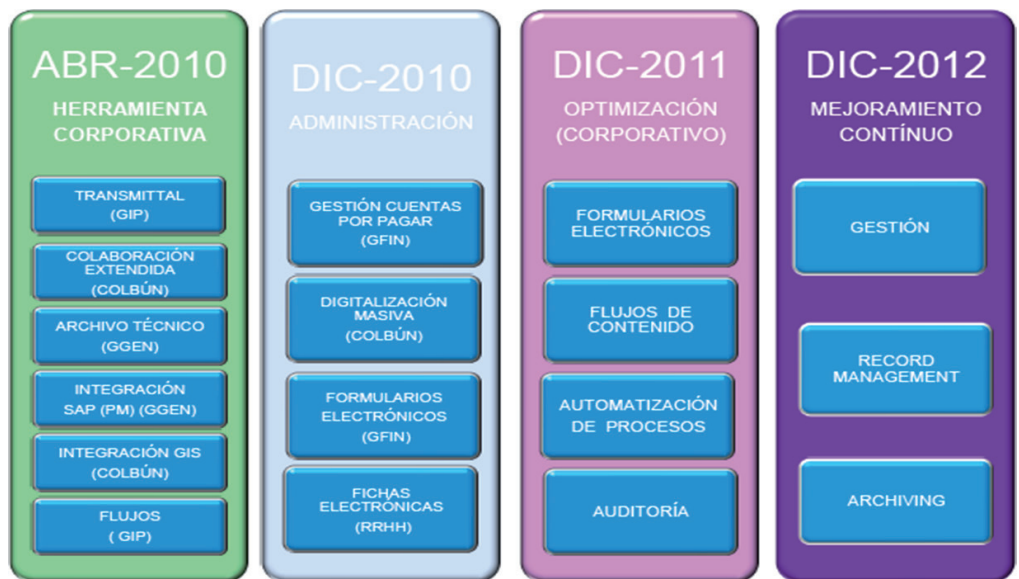 ABR-2010
HERRAMIENTA
CORPORATIVA
TRANSMITTAL
(GIP)
COLABORACIÓN
EXTENDIDA
(COLBÚN)
ARCHIVO TÉCNICO
(GGEN)
INTEGRACIÓN
SAP (PM) (GGEN)
INTEGRACIÓN GIS
(COLBÚN)
FLUJOS
( GIP)
DIC-2010
ADMINISTRACIÓN
GESTIÓN CUENTAS
POR PAGAR
(GFIN)
DIGITALIZACIÓN
MASIVA
(COLBÚN)
FORMULARIOS
ELECTRÓNICOS
(GFIN)
FICHAS
ELECTRÓNICAS
(RRHH)
DIC-2011
OPTIMIZACIÓN
(CORPORATIVO)
FORMULARIOS
ELECTRÓNICOS
FLUJOS DE
CONTENIDO
AUTOMATIZACIÓN
DE PROCESOS
AUDITORÍA
DIC-2012
MEJORAMIENTO
CONTÍNUO
GESTIÓN
RECORD
MANAGEMENT
ARCHIVING